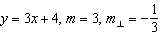 y = 3x + 4, m = 3, m⊥ = −1/3